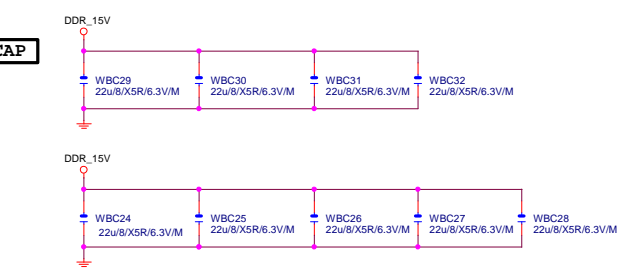 DDR_15V
WBC29 WBC30 WBC31 WBC32
22u/8/X5R/6.3V/M 22u/8/X5R/6.3V/M 22u/8/X5R/6.3V/M 22u/8/X5R/6.3V/M
DDR_15V
WBC24 WBC25 WBC26 WBC27 WBC28
22u/8/X5R/6.3V/M 22u/8/X5R/6.3V/M 22u/8/X5R/6.3V/M 22u/8/X5R/6.3V/M 22u/8/X5R/6.3V/M